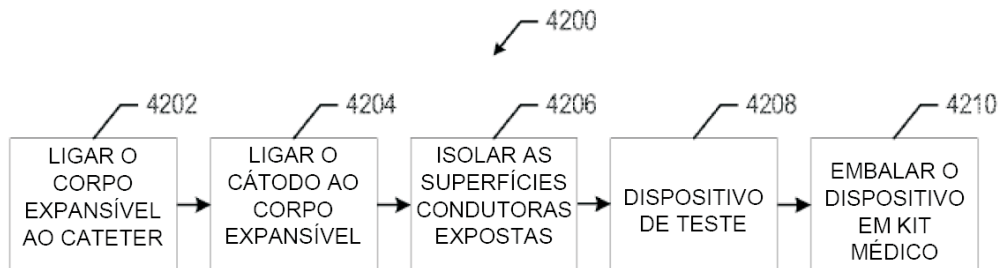 4200
4202
4204
4206
4208
4210
LIGAR O
CORPO
EXPANSÍVEL
AO CATETER
LIGAR O
CÁTODO AO
CORPO
EXPANSÍVEL
ISOLAR AS
SUPERFÍCIES
CONDUTORAS
EXPOSTAS
DISPOSITIVO
DE TESTE
EMBALAR O
DISPOSITIVO
EM KIT
MÉDICO